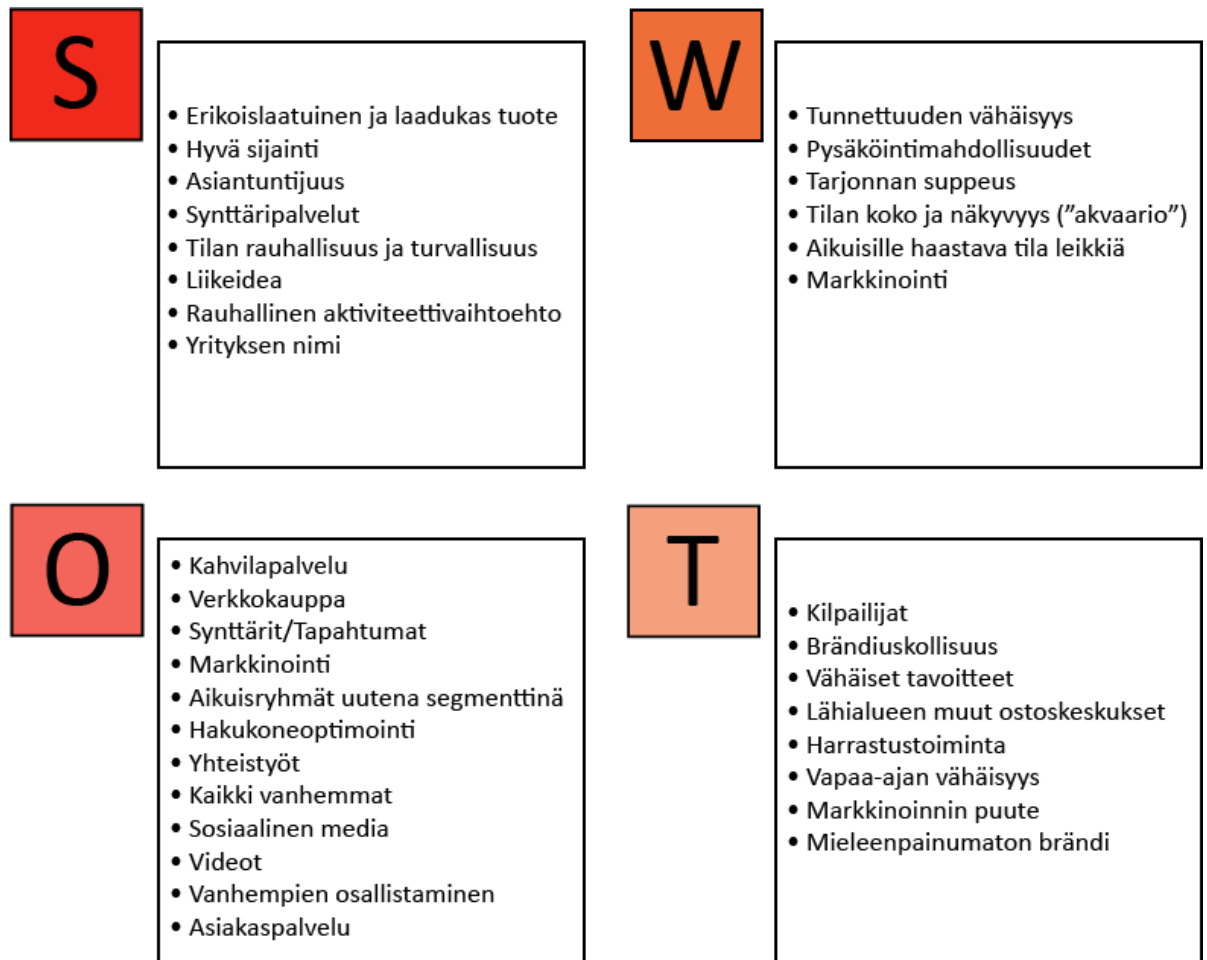 S
• Erikoislaatuinen ja laadukas tuote
• Hyvä sijainti
• Asiantuntijuus
• Synttäripalvelut
• Tilan rauhallisuus ja turvallisuus
• Liikeidea
• Rauhallinen aktiviteettivaihtoehto
• Yrityksen nimi
W
• Tunnettuuden vähäisyys
• Pysäköintimahdollisuudet
• Tarjonnan suppeus
• Tilan koko ja näkyvyys (”akvaario”)
• Aikuisille haastava tila leikkiä
• Markkinointi
O
• Kahvilapalvelu
• Verkkokauppa
• Synttärit/Tapahtumat
• Markkinointi
• Aikuisryhmät uutena segmenttinä
• Hakukoneoptimointi
• Yhteistyöt
• Kaikki vanhemmat
• Sosiaalinen media
• Videot
• Vanhempien osallistaminen
• Asiakaspalvelu
T
• Kilpailijat
• Brändiuskollisuus
• Vähäiset tavoitteet
• Lähialueen muut ostoskeskukset
• Harrastustoiminta
• Vapaa-ajan vähäisyys
• Markkinoinnin puute
• Mieleenpainumaton brändi